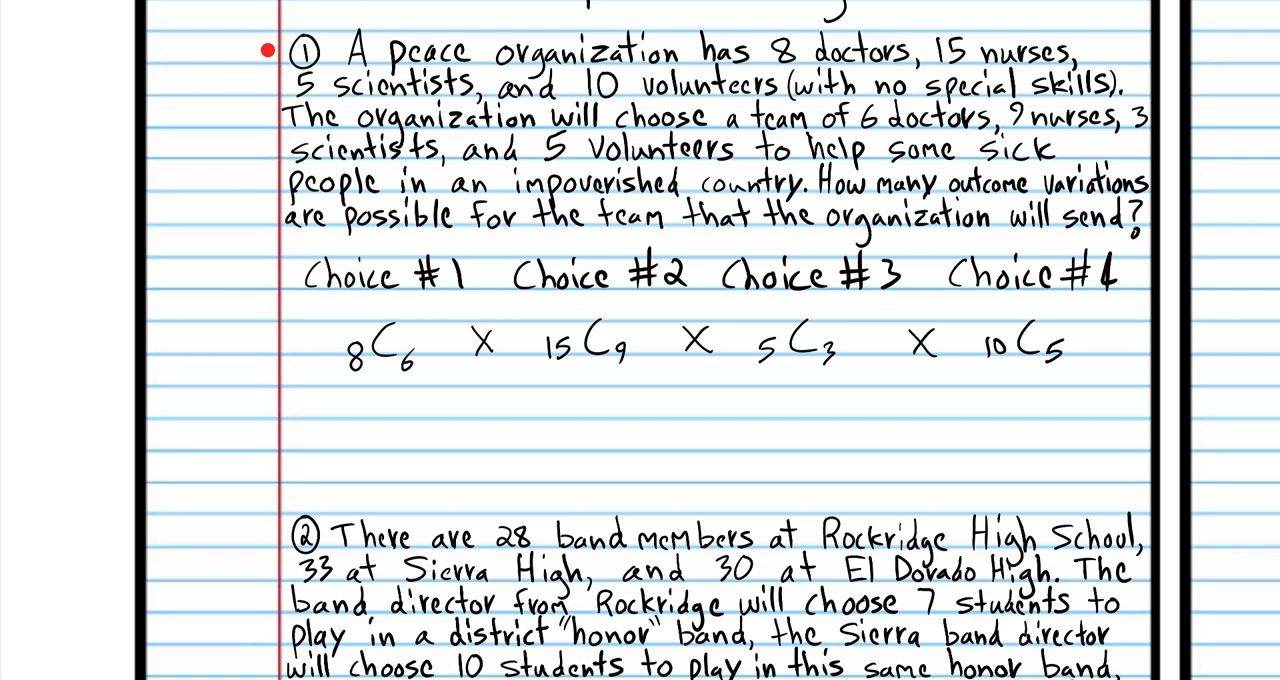 ① A peace organization has 8 doctors, 15 nurses,
5 scientists, and 10 volunteers (with no special skills).
The organization will choose a team of 6 doctors, 9 nurses, 3
scientists, and 5 volunteers to help some sick
people in an impoverished country. How many outcome variations
are possible for the team that the organization will send?
Choice #1 Choice #2 Choice #3 Choice #4
₈C₆ X ₁₅C₉ X ₅C₃ X ₁₀C₅
② There are 28 band members at Rockridge High School,
33 at Sierra High, and 30 at El Dorado High. The
band director from Rockridge will choose 7 students to
play in a district "honor" band, the Sierra band director
will choose 10 students to play in this same honor band,